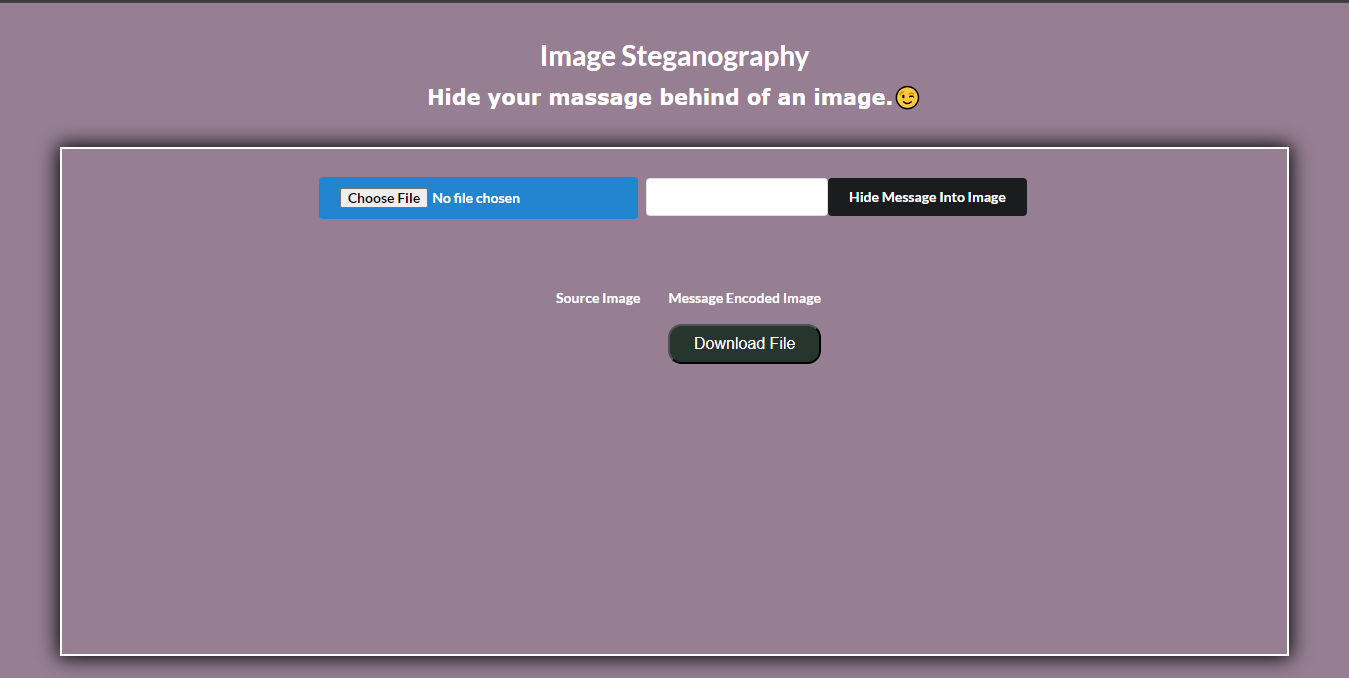 Image Steganography
Hide your massage behind of an image.😉
Choose File No file chosen Hide Message Into Image
Source Image Message Encoded Image
Download File